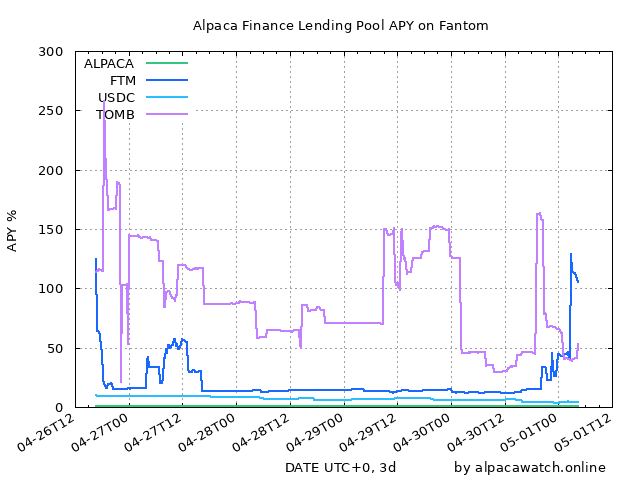 Alpaca Finance Lending Pool APY on Fantom
300
250
200
150
100
50
0
APY %
ALPACA
FTM
USDC
TOMB
04-26T12
04-27T00
04-27T12
04-28T00
04-28T12
04-29T00
04-29T12
04-30T00
04-30T12
05-01T00
05-01T12
DATE UTC+0, 3d
by alpacawatch.online